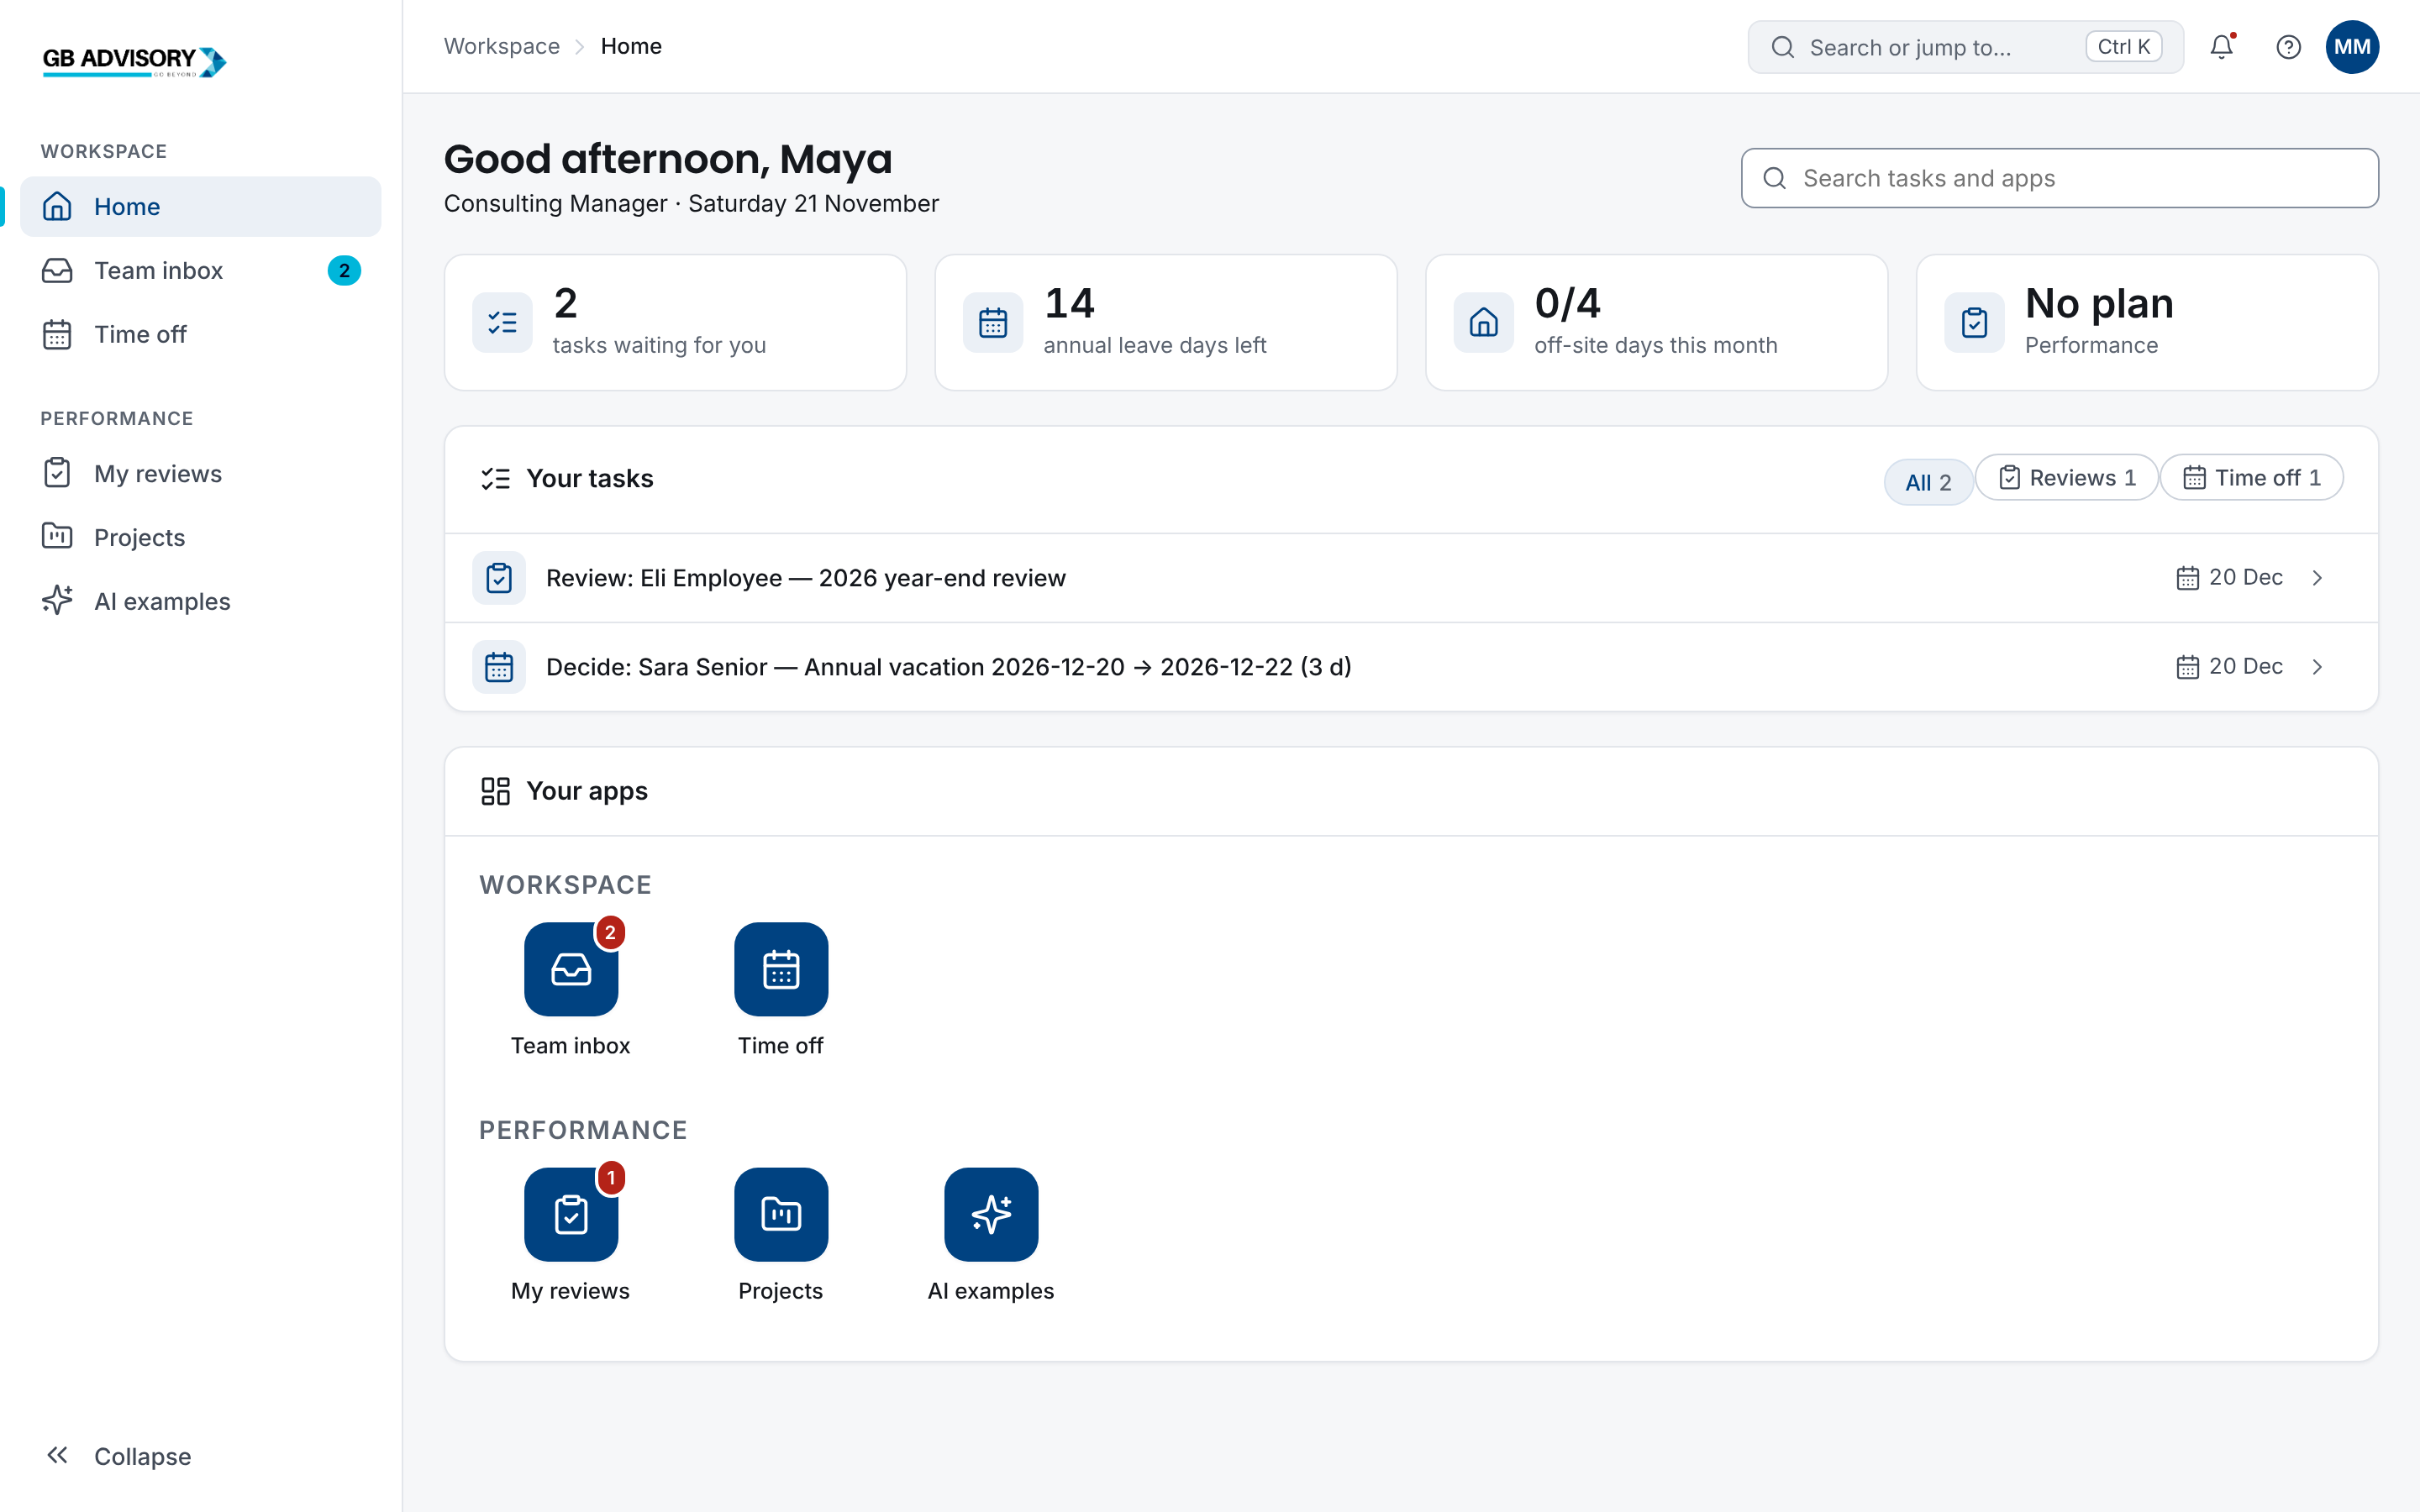 GB ADVISORY
GO BEYOND
WORKSPACE
Home
Team inbox 2
Time off
PERFORMANCE
My reviews
Projects
AI examples
Collapse
Workspace > Home
Search or jump to... Ctrl K
MM
Good afternoon, Maya
Consulting Manager · Saturday 21 November
Search tasks and apps
2
tasks waiting for you
14
annual leave days left
0/4
off-site days this month
No plan
Performance
Your tasks
All 2 Reviews 1 Time off 1
Review: Eli Employee — 2026 year-end review 20 Dec
Decide: Sara Senior — Annual vacation 2026-12-20 → 2026-12-22 (3 d) 20 Dec
Your apps
WORKSPACE
2
Team inbox Time off
PERFORMANCE
1
My reviews Projects AI examples